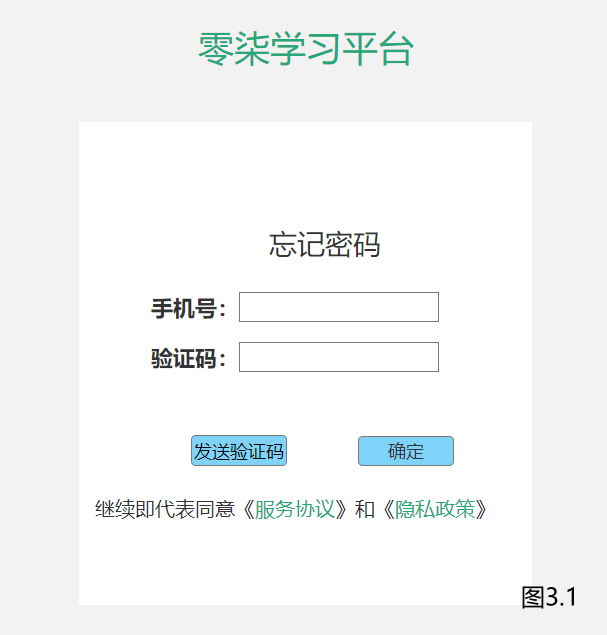 零柒学习平台
忘记密码
手机号：
验证码：
发送验证码 确定
继续即代表同意《服务协议》和《隐私政策》
图3.1